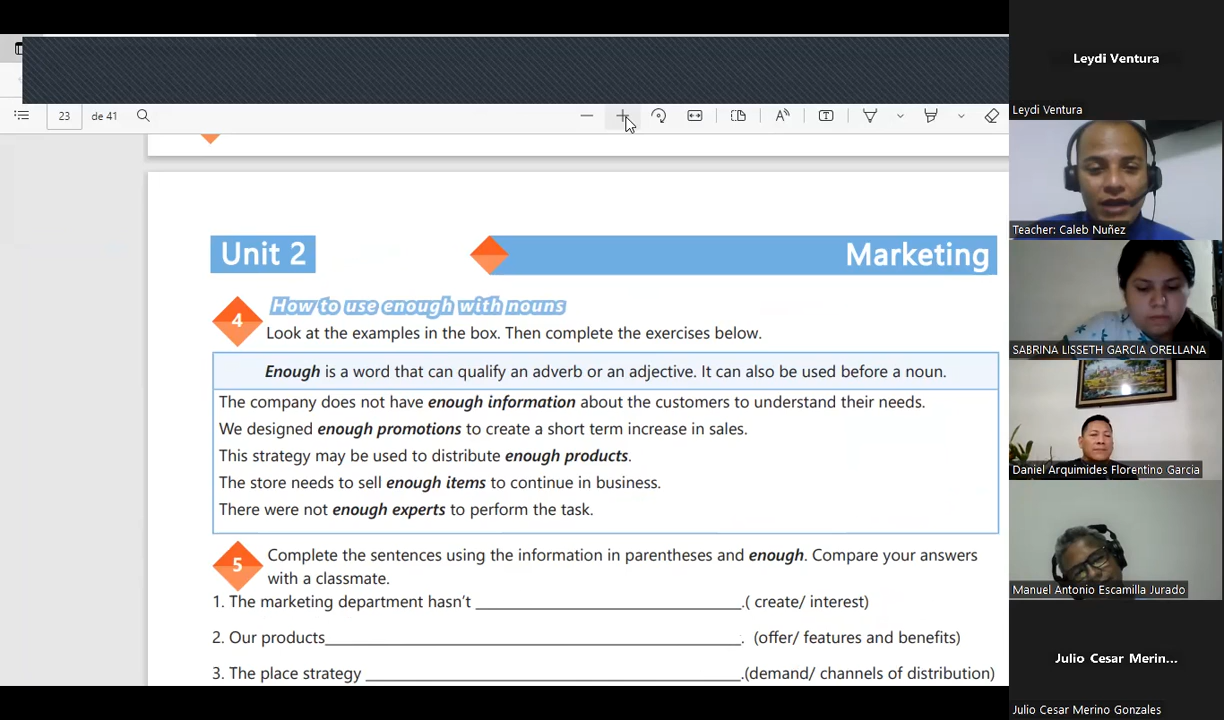 23 de 41
Unit 2
Marketing
How to use enough with nouns
4
Look at the examples in the box. Then complete the exercises below.
Enough is a word that can qualify an adverb or an adjective. It can also be used before a noun.
The company does not have enough information about the customers to understand their needs.
We designed enough promotions to create a short term increase in sales.
This strategy may be used to distribute enough products.
The store needs to sell enough items to continue in business.
There were not enough experts to perform the task.
5
Complete the sentences using the information in parentheses and enough. Compare your answers
with a classmate.
1. The marketing department hasn't ______________________________.( create/ interest)
2. Our products______________________________________________. (offer/ features and benefits)
3. The place strategy __________________________________________.(demand/ channels of distribution)
Leydi Ventura
Leydi Ventura
Teacher: Caleb Nuñez
SABRINA LISSETH GARCIA ORELLANA
Daniel Arquimides Florentino Garcia
Manuel Antonio Escamilla Jurado
Julio Cesar Merin...
Julio Cesar Merino Gonzales